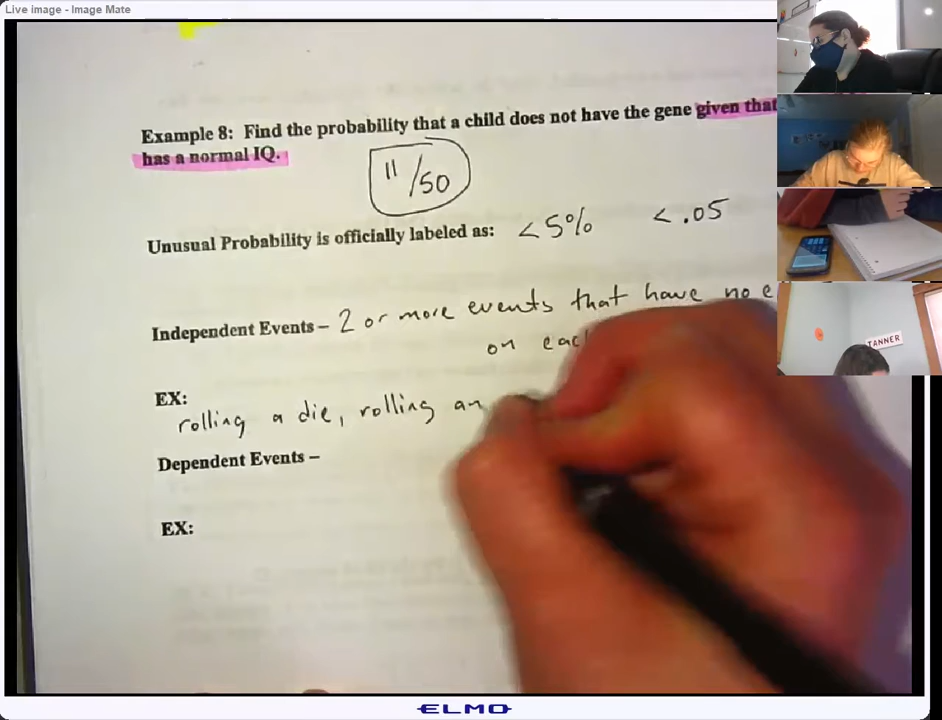 Live image - Image Mate
Example 8: Find the probability that a child does not have the gene given that
has a normal IQ.
11/50
Unusual Probability is officially labeled as: <5% <.05
Independent Events – 2 or more events that have no
on
EX:
rolling a die, rolling an
Dependent Events –
EX:
TANNER
ELMO